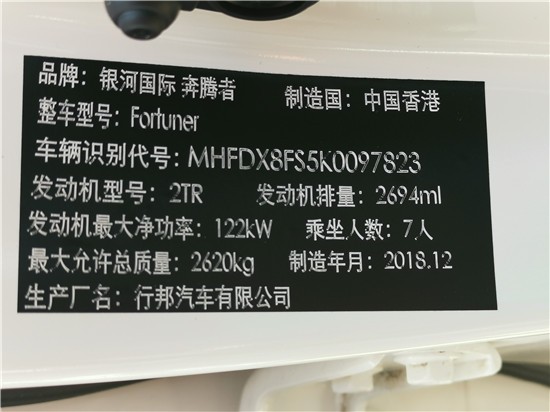 品牌：银河国际 奔腾者 制造国：中国香港
整车型号：Fortuner
车辆识别代号：MHFDX8FS5K0097823
发动机型号：2TR 发动机排量：2694ml
发动机最大净功率：122kW 乘坐人数：7人
最大允许总质量：2620kg 制造年月：2018.12
生产厂名：行邦汽车有限公司